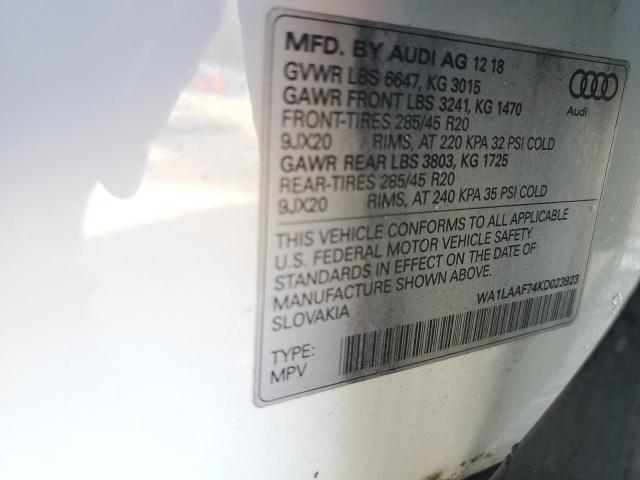 MFD. BY AUDI AG 12 18
GVWR LBS 6647, KG 3015
GAWR FRONT LBS 3241, KG 1470
FRONT-TIRES 285/45 R20
9JX20 RIMS, AT 220 KPA 32 PSI COLD
GAWR REAR LBS 3803, KG 1725
REAR-TIRES 285/45 R20
9JX20 RIMS, AT 240 KPA 35 PSI COLD
Audi
THIS VEHICLE CONFORMS TO ALL APPLICABLE
U.S. FEDERAL MOTOR VEHICLE SAFETY
STANDARDS IN EFFECT ON THE DATE OF
MANUFACTURE SHOWN ABOVE.
SLOVAKIA
WA1LAAF74KD023923
TYPE:
MPV